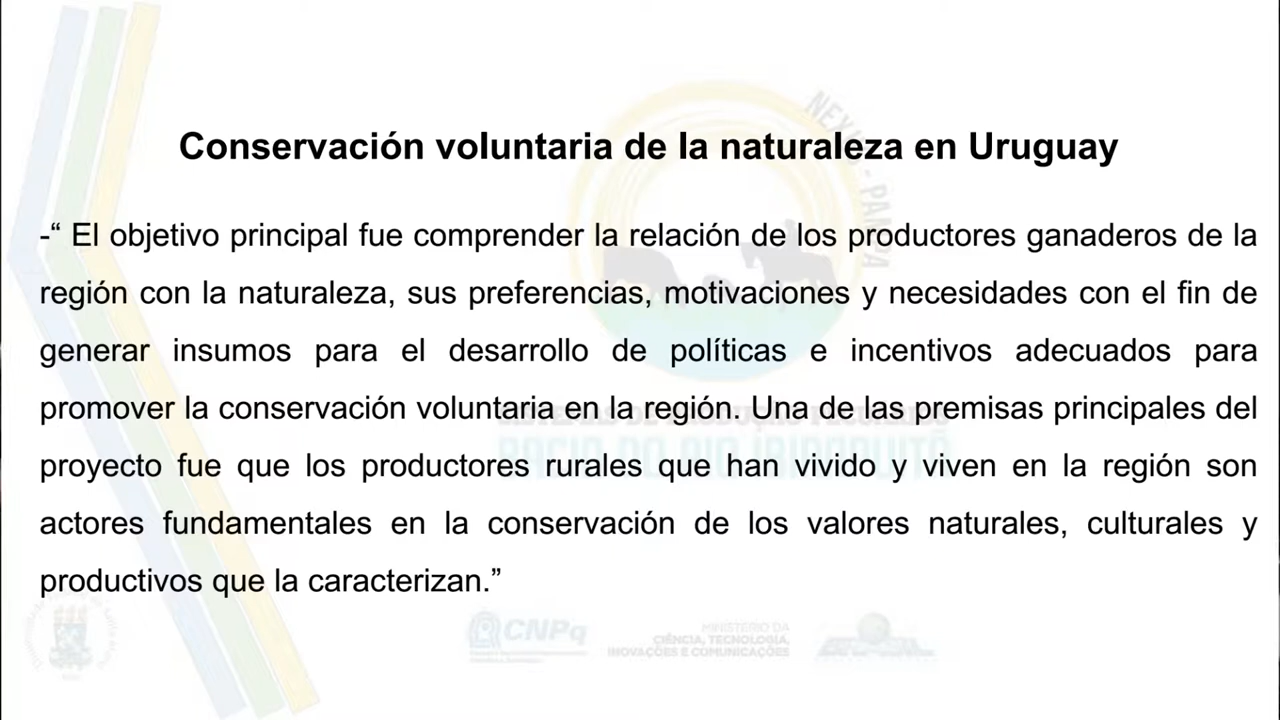 Conservación voluntaria de la naturaleza en Uruguay
-“ El objetivo principal fue comprender la relación de los productores ganaderos de la
región con la naturaleza, sus preferencias, motivaciones y necesidades con el fin de
generar insumos para el desarrollo de políticas e incentivos adecuados para
promover la conservación voluntaria en la región. Una de las premisas principales del
proyecto fue que los productores rurales que han vivido y viven en la región son
actores fundamentales en la conservación de los valores naturales, culturales y
productivos que la caracterizan.”
CNPq
MINISTÉRIO DA
CIÊNCIA, TECNOLOGIA,
INOVAÇÕES E COMUNICAÇÕES